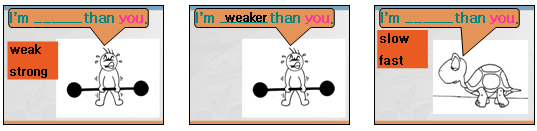 I'm ______ than you.
weak
strong
I'm weaker than you.
I'm ______ than you.
slow
fast